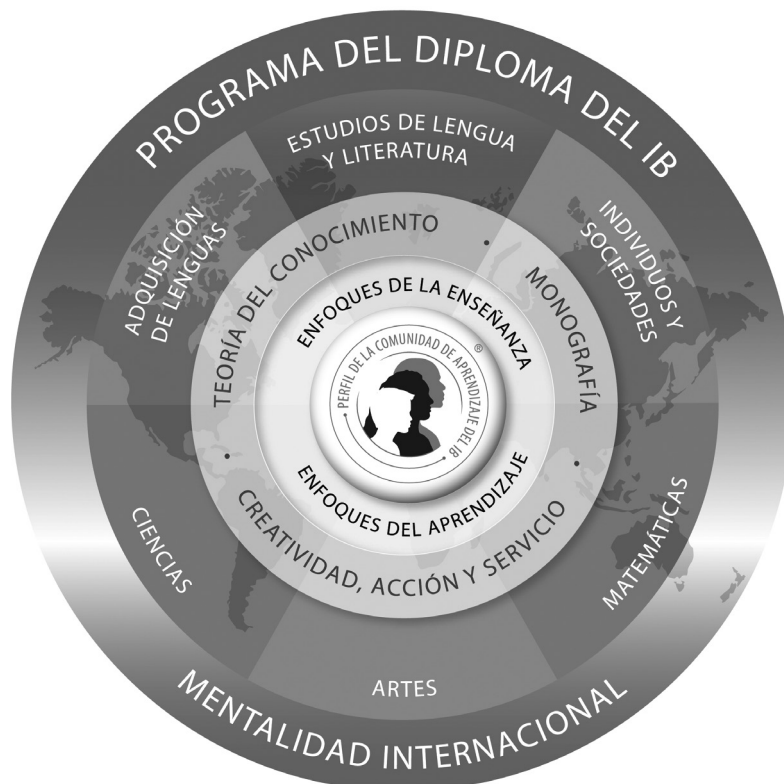 PROGRAMA DEL DIPLOMA DEL IB
ESTUDIOS DE LENGUA
Y LITERATURA
ADQUISICIÓN
DE LENGUAS
INDIVIDUOS Y
SOCIEDADES
TEORÍA DEL CONOCIMIENTO
MONOGRAFÍA
ENFOQUES DE LA ENSEÑANZA
• PERFIL DE LA COMUNIDAD DE APRENDIZAJE DEL IB •
®
ENFOQUES DEL APRENDIZAJE
CREATIVIDAD, ACCIÓN Y SERVICIO
CIENCIAS
MATEMÁTICAS
ARTES
MENTALIDAD INTERNACIONAL